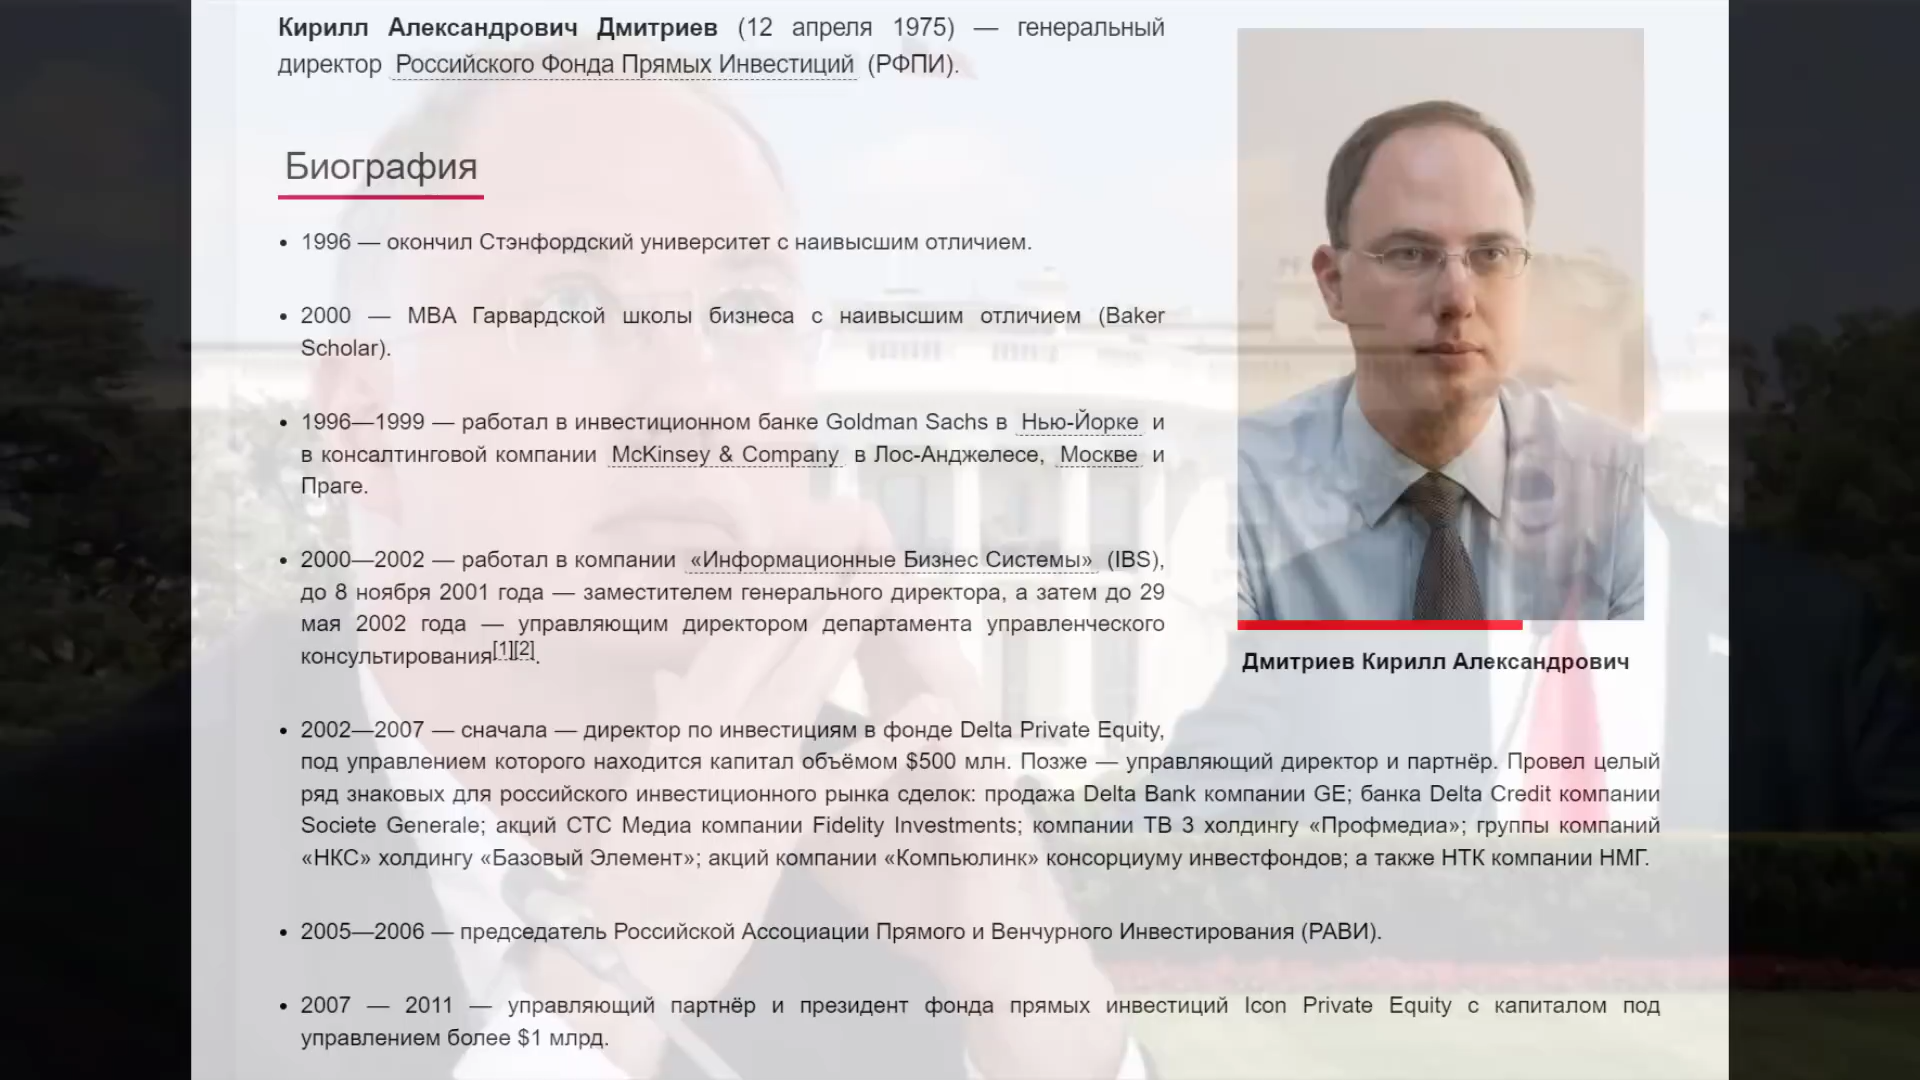 Кирилл Александрович Дмитриев (12 апреля 1975) — генеральный
директор Российского Фонда Прямых Инвестиций (РФПИ).
Биография
• 1996 — окончил Стэнфордский университет с наивысшим отличием.
• 2000 — MBA Гарвардской школы бизнеса с наивысшим отличием (Baker
Scholar).
• 1996—1999 — работал в инвестиционном банке Goldman Sachs в Нью-Йорке и
в консалтинговой компании McKinsey & Company в Лос-Анджелесе, Москве и
Праге.
• 2000—2002 — работал в компании «Информационные Бизнес Системы» (IBS),
до 8 ноября 2001 года — заместителем генерального директора, а затем до 29
мая 2002 года — управляющим директором департамента управленческого
консультирования[1][2].
Дмитриев Кирилл Александрович
• 2002—2007 — сначала — директор по инвестициям в фонде Delta Private Equity,
под управлением которого находится капитал объёмом $500 млн. Позже — управляющий директор и партнёр. Провел целый
ряд знаковых для российского инвестиционного рынка сделок: продажа Delta Bank компании GE; банка Delta Credit компании
Societe Generale; акций СТС Медиа компании Fidelity Investments; компании ТВ 3 холдингу «Профмедиа»; группы компаний
«НКС» холдингу «Базовый Элемент»; акций компании «Компьюлинк» консорциуму инвестфондов; а также НТК компании НМГ.
• 2005—2006 — председатель Российской Ассоциации Прямого и Венчурного Инвестирования (РАВИ).
• 2007 — 2011 — управляющий партнёр и президент фонда прямых инвестиций Icon Private Equity с капиталом под
управлением более $1 млрд.